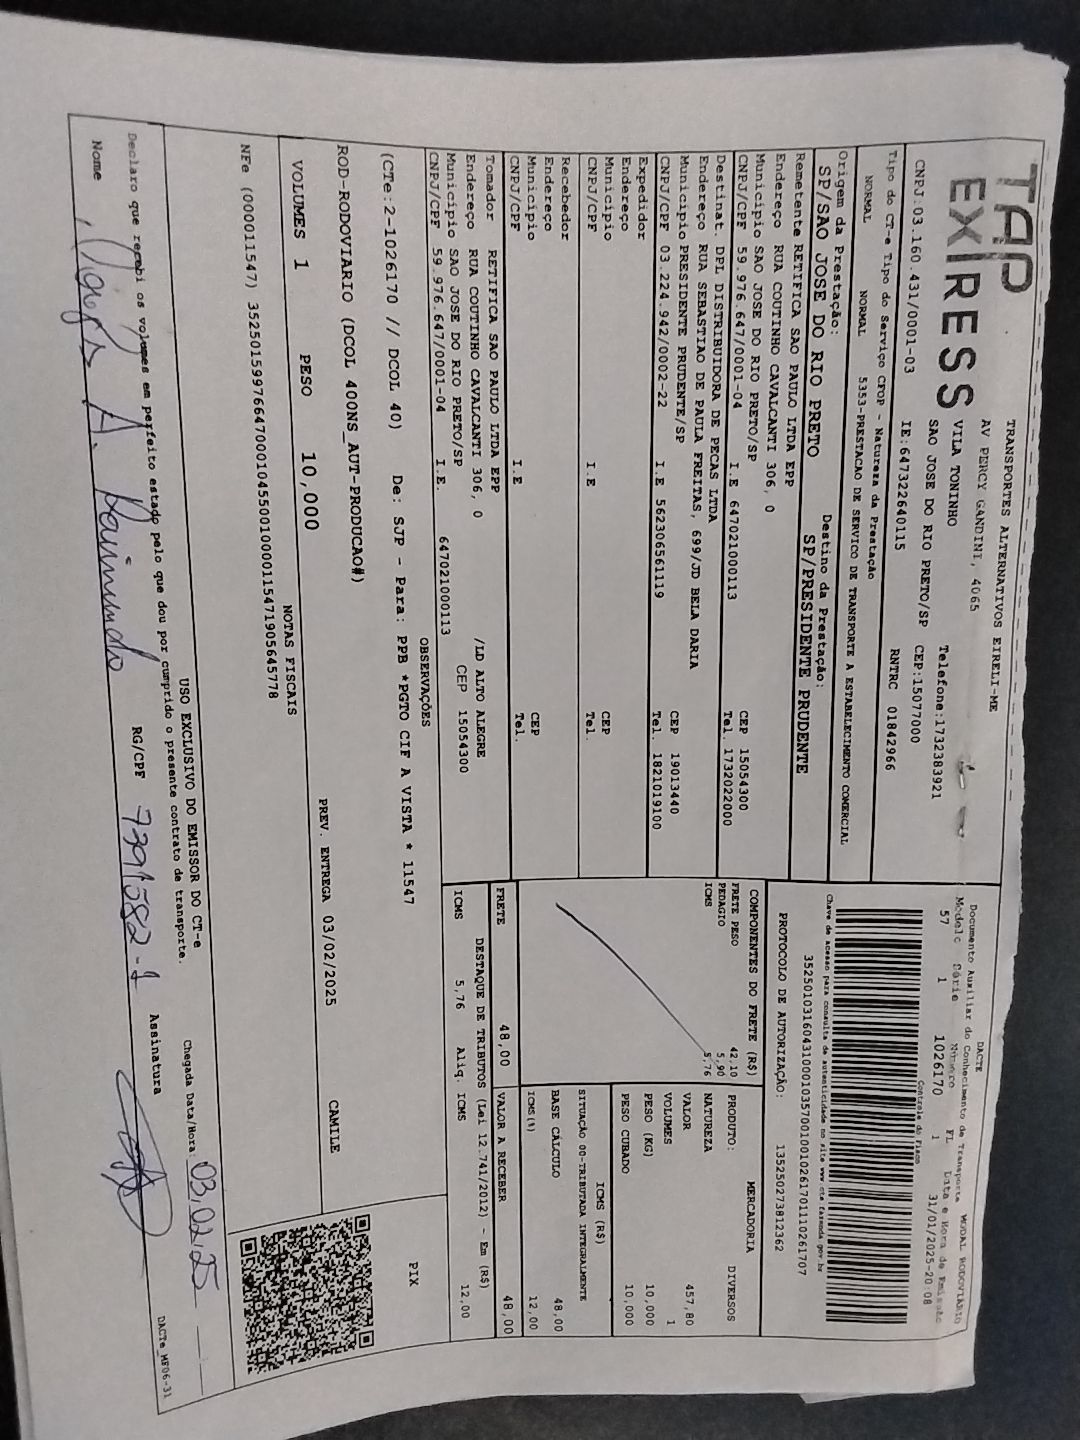 TAP
EXPRESS
TRANSPORTES ALTERNATIVOS EIRELI-ME
AV PERCY GANDINI, 4065
VILA TONINHO
SAO JOSE DO RIO PRETO/SP
Telefone:1732383921
CEP:15077000
CNPJ:03.160.431/0001-03
IE:647322640115
RNTRC 01842966
Tipo do CT-e Tipo do Serviço CFOP - Natureza da Prestação
NORMAL NORMAL 5353-PRESTACAO DE SERVICO DE TRANSPORTE A ESTABELECIMENTO COMERCIAL
Origem da Prestação: Destino da Prestação:
SP/SAO JOSE DO RIO PRETO SP/PRESIDENTE PRUDENTE
Remetente RETIFICA SAO PAULO LTDA EPP
Endereço RUA COUTINHO CAVALCANTI 306, 0
Município SAO JOSE DO RIO PRETO/SP CEP 15054300
CNPJ/CPF 59.976.647/0001-04 I.E 647021000113 Tel. 1732022000
Destinat. DPL DISTRIBUIDORA DE PECAS LTDA
Endereço RUA SEBASTIAO DE PAULA FREITAS, 699/JD BELA DARIA
Município PRESIDENTE PRUDENTE/SP CEP 19013440
CNPJ/CPF 03.224.942/0002-22 I.E 562306561119 Tel. 1821019100
Expedidor
Endereço
Município CEP
CNPJ/CPF I.E Tel.
Recebedor
Endereço
Município CEP
CNPJ/CPF I.E Tel.
Tomador RETIFICA SAO PAULO LTDA EPP
Endereço RUA COUTINHO CAVALCANTI 306, 0 /LD ALTO ALEGRE
Município SAO JOSE DO RIO PRETO/SP CEP 15054300
CNPJ/CPF 59.976.647/0001-04 I.E. 647021000113
DACTE MODAL RODOVIÁRIO
Documento Auxiliar do Conhecimento de Transporte
Modelo Série Número FL Data e Hora de Emissão
57 1 1026170 1 31/01/2025-20:08
Controle do Fisco
Chave de acesso para consulta de autenticidade no site www.cte.fazenda.gov.br
35250103160431000103570010010261701110261707
PROTOCOLO DE AUTORIZAÇÃO: 135250273812362
COMPONENTES DO FRETE (R$)
FRETE PESO 42,10
PEDAGIO 5,90
ICMS 5,76
MERCADORIA
PRODUTO: DIVERSOS
NATUREZA
VALOR 457,80
VOLUMES 1
PESO (KG) 10,000
PESO CUBADO 10,000
ICMS (R$)
SITUAÇÃO 00-TRIBUTADA INTEGRALMENTE
BASE CÁLCULO 48,00
ICMS(%) 12,00
FRETE 48,00 VALOR A RECEBER 48,00
DESTAQUE DE TRIBUTOS (Lei 12.741/2012) - Em (R$)
ICMS 5,76 Aliq. ICMS 12,00
OBSERVAÇÕES
(CTe:2-1026170 // DCOL 40) De: SJP - Para: PPB *PGTO CIF A VISTA * 11547
PIX
ROD-RODOVIARIO (DCOL 400NS_AUT-PRODUCAO#)
CAMILE
VOLUMES 1 PESO 10,000 PREV. ENTREGA 03/02/2025
NOTAS FISCAIS
NFe (000011547) 35250159976647000104550010000115471905645778
USO EXCLUSIVO DO EMISSOR DO CT-e
Chegada Data/Hora: 03,02,25
Declaro que recebi os volumes em perfeito estado pelo que dou por cumprido o presente contrato de transporte.
Nome A. Raimundo RG/CPF 7391582-1 Assinatura
DACTe MF06-31